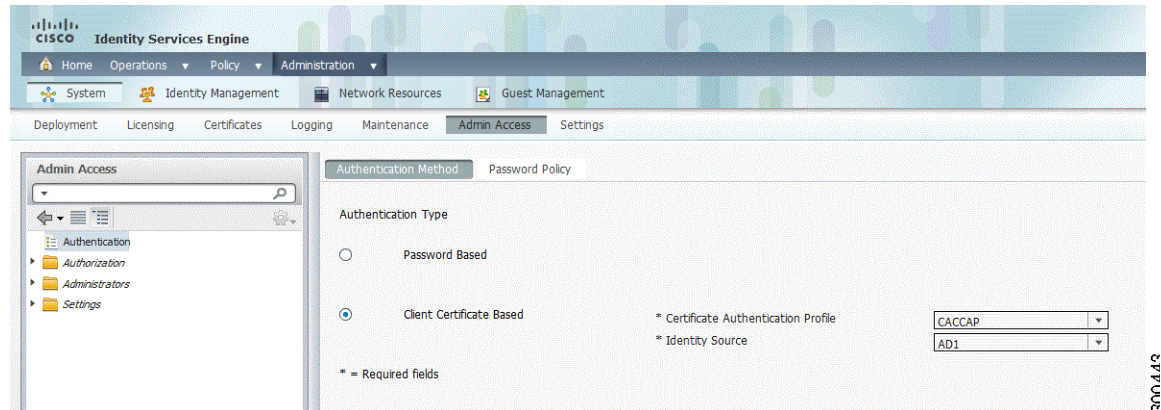 CISCO Identity Services Engine
Home Operations Policy Administration
System Identity Management Network Resources Guest Management
Deployment Licensing Certificates Logging Maintenance Admin Access Settings
Admin Access
Authentication
Authorization
Administrators
Settings
Authentication Method Password Policy
Authentication Type
Password Based
Client Certificate Based * Certificate Authentication Profile CACCAP
* Identity Source AD1
* = Required fields
300443